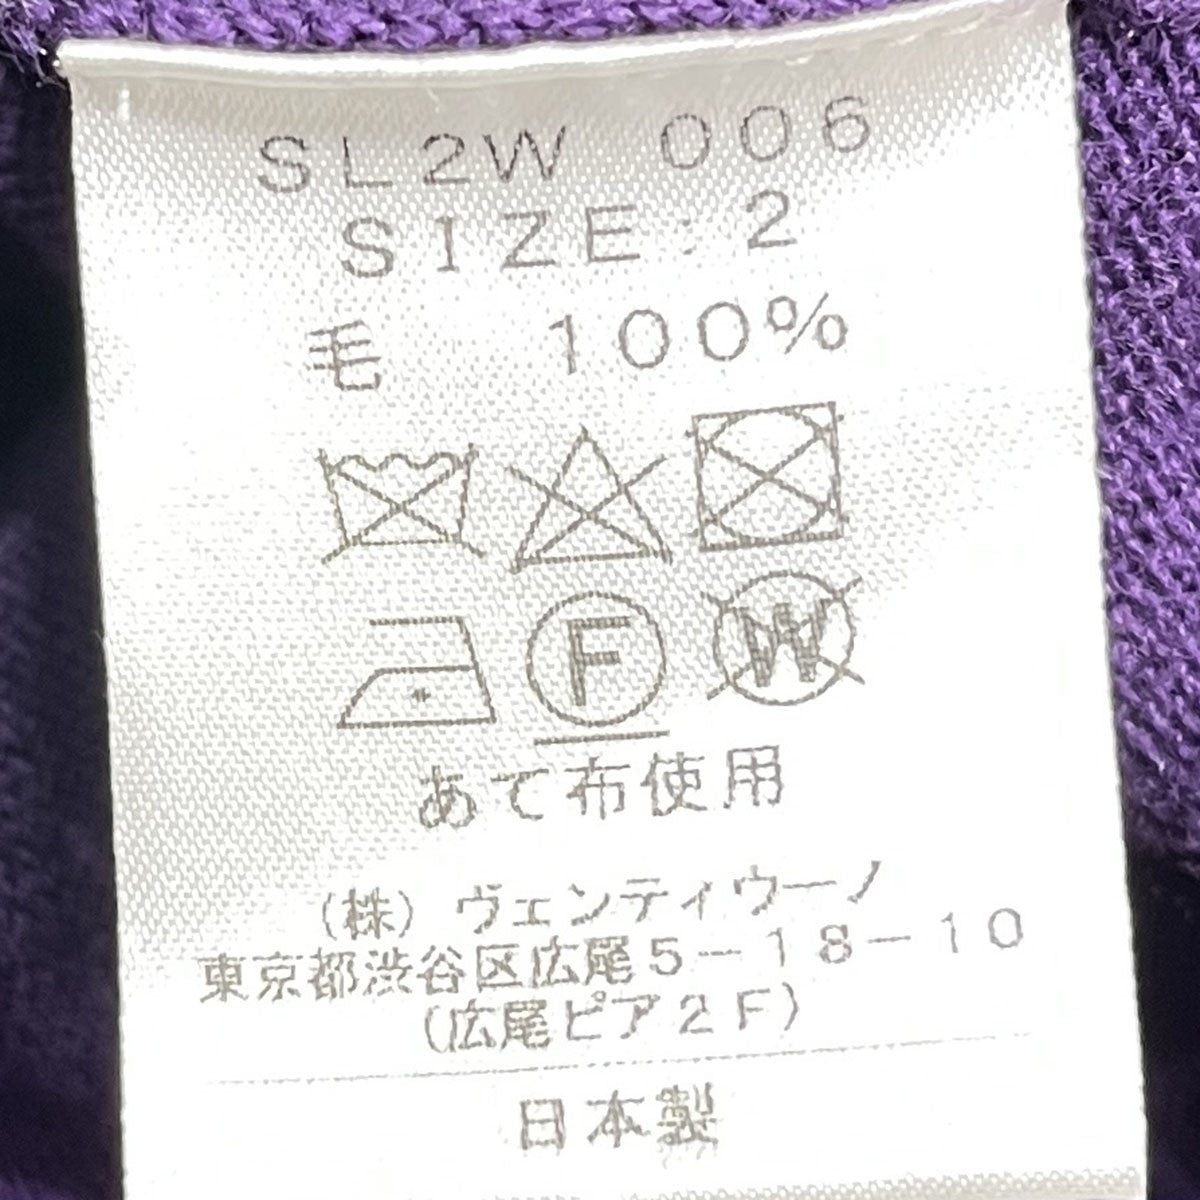 SL2W 006
SIZE:2
毛 100%
F W
あて布使用
(株)ヴェンティウーノ
東京都渋谷区広尾5-18-10
(広尾ピア2F)
日本製